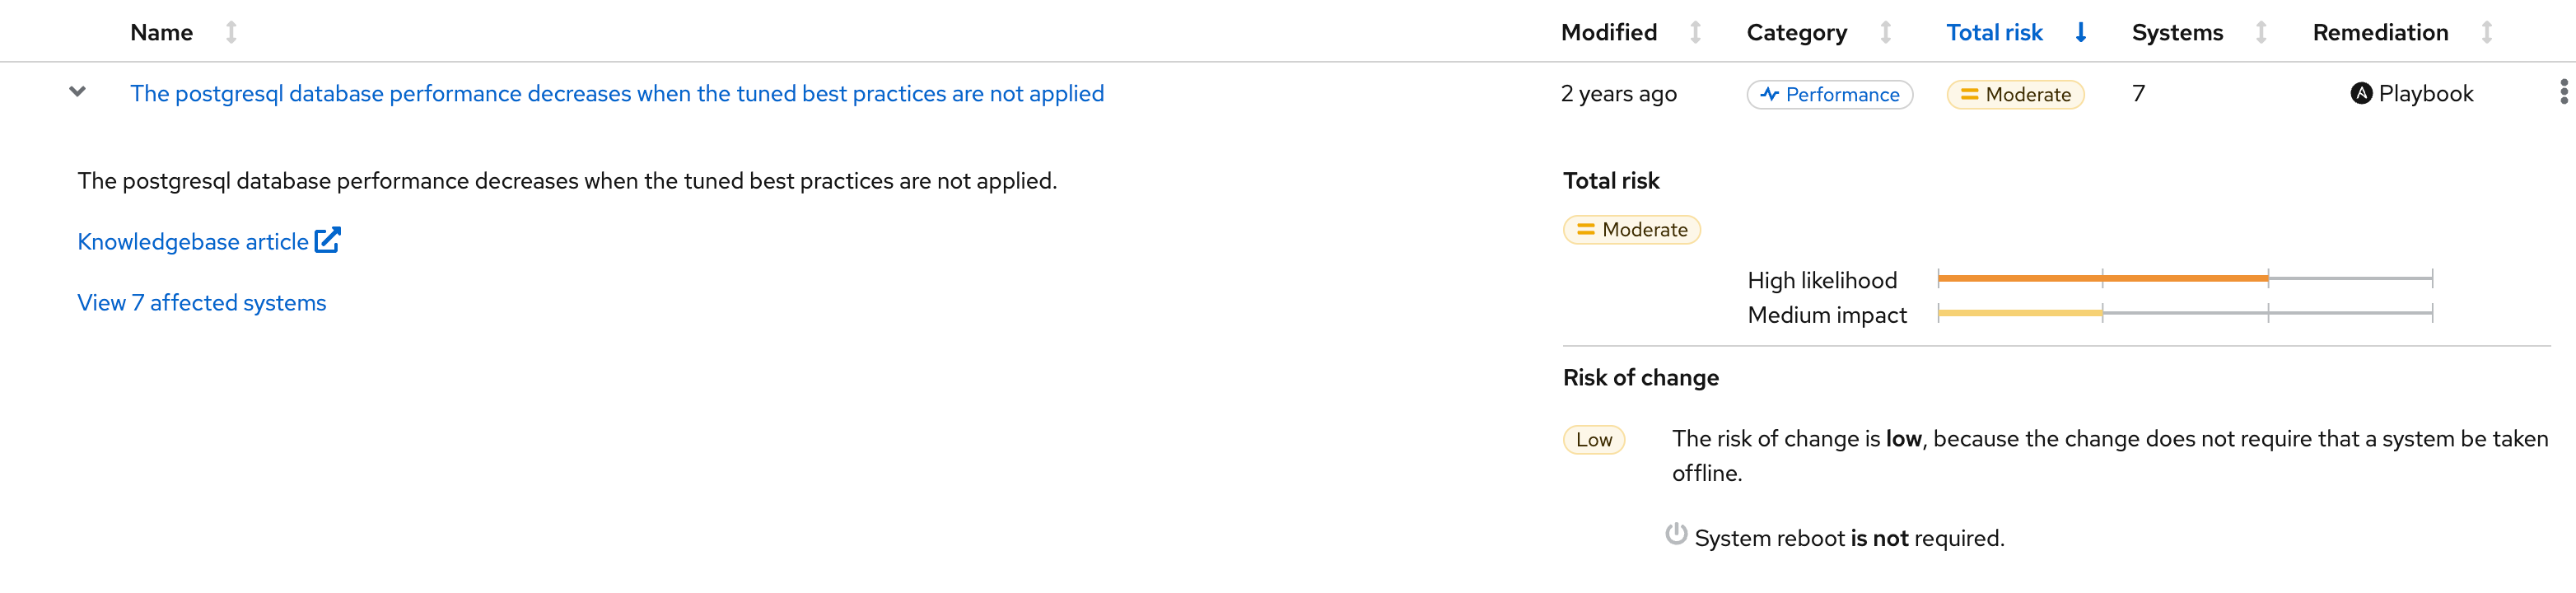 Name Modified Category Total risk Systems Remediation
The postgresql database performance decreases when the tuned best practices are not applied 2 years ago Performance Moderate 7 Playbook
The postgresql database performance decreases when the tuned best practices are not applied.
Knowledgebase article
View 7 affected systems
Total risk
Moderate
High likelihood
Medium impact
Risk of change
Low
The risk of change is low, because the change does not require that a system be taken
offline.
System reboot is not required.